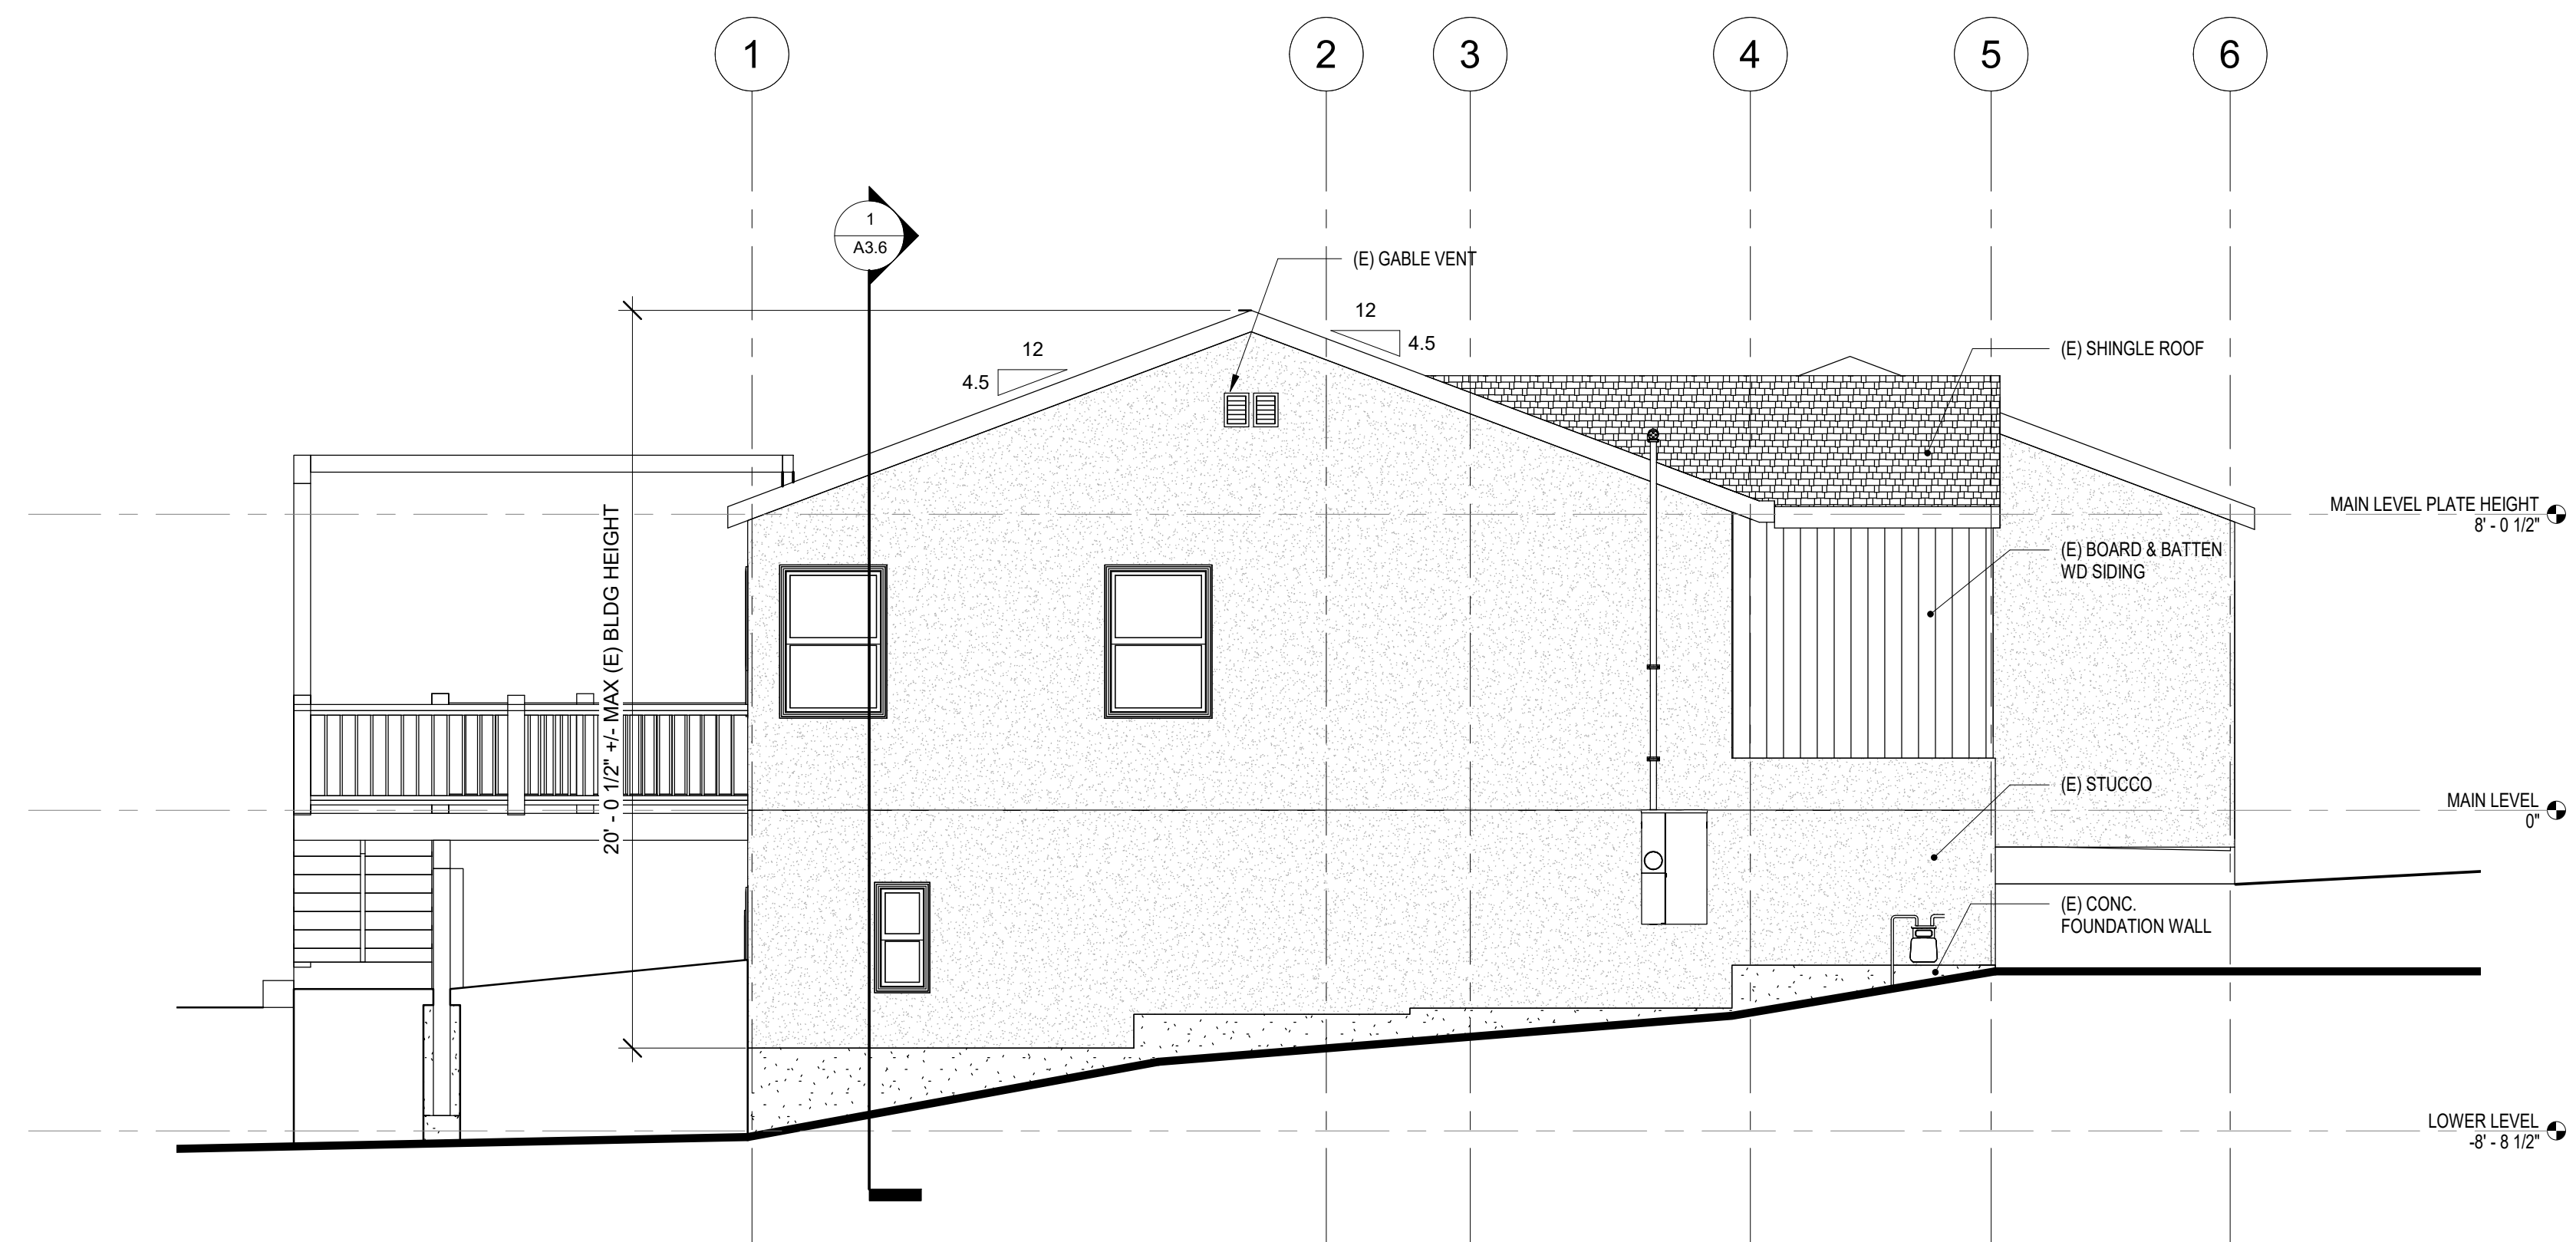 1
2
3
4
5
6
1
A3.6
(E) GABLE VENT
12
4.5
12
4.5
(E) SHINGLE ROOF
MAIN LEVEL PLATE HEIGHT
8' - 0 1/2"
(E) BOARD & BATTEN
WD SIDING
20' - 0 1/2" +/- MAX (E) BLDG HEIGHT
(E) STUCCO
MAIN LEVEL
0"
(E) CONC.
FOUNDATION WALL
LOWER LEVEL
-8' - 8 1/2"